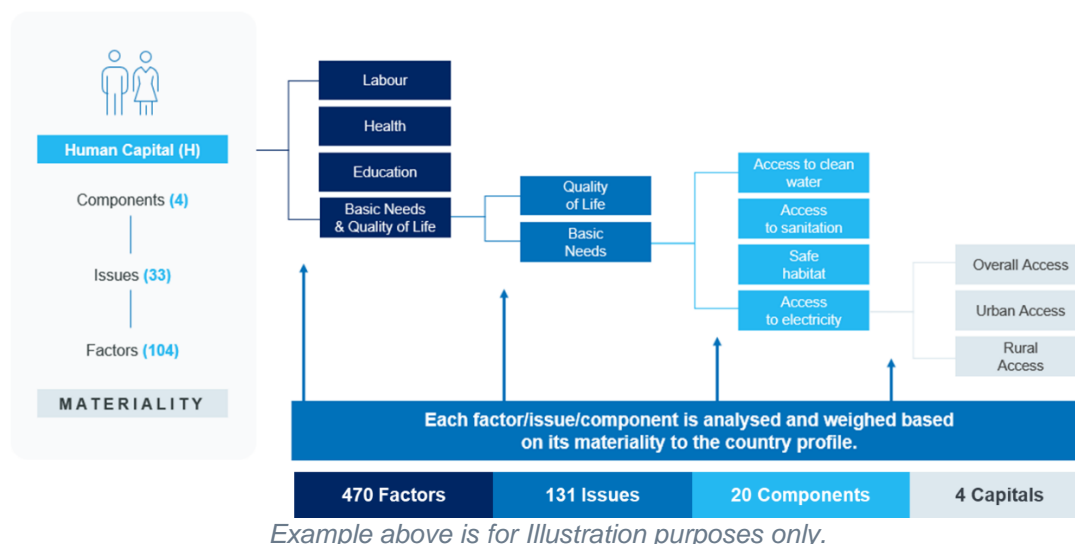 Human Capital (H)
Components (4)
Issues (33)
Factors (104)
MATERIALITY
Labour
Health
Education
Basic Needs
& Quality of Life
Quality
of Life
Basic
Needs
Access to clean
water
Access
to sanitation
Safe
habitat
Access
to electricity
Overall Access
Urban Access
Rural
Access
Each factor/issue/component is analysed and weighed based
on its materiality to the country profile.
470 Factors
131 Issues
20 Components
4 Capitals
Example above is for Illustration purposes only.